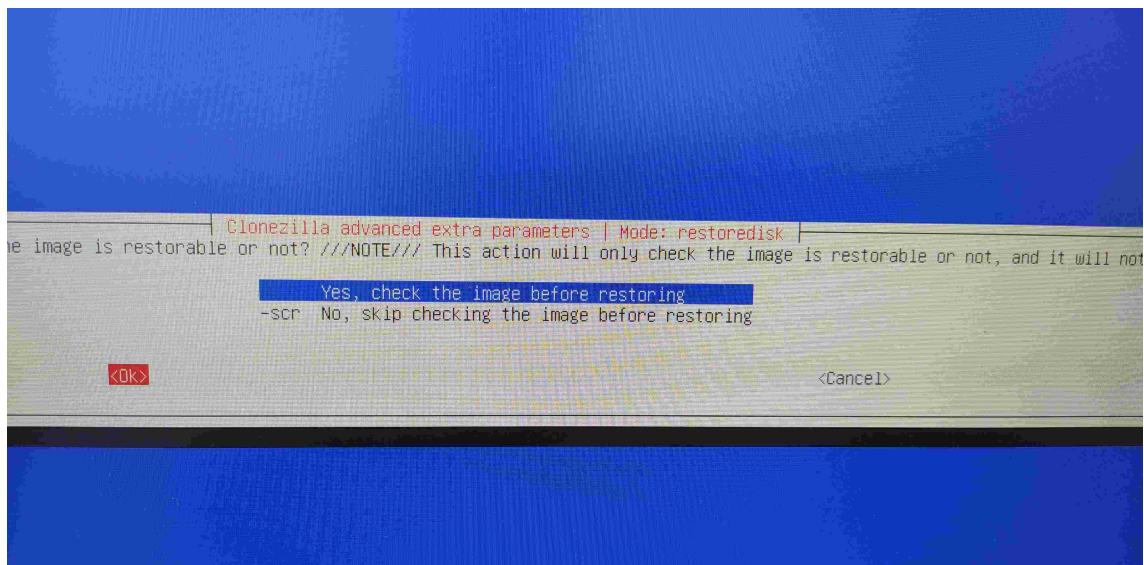 Clonezilla advanced extra parameters | Mode: restoredisk
image is restorable or not? ///NOTE/// This action will only check the image is restorable or not, and it will not
Yes, check the image before restoring
-scr No, skip checking the image before restoring
<Ok> <Cancel>